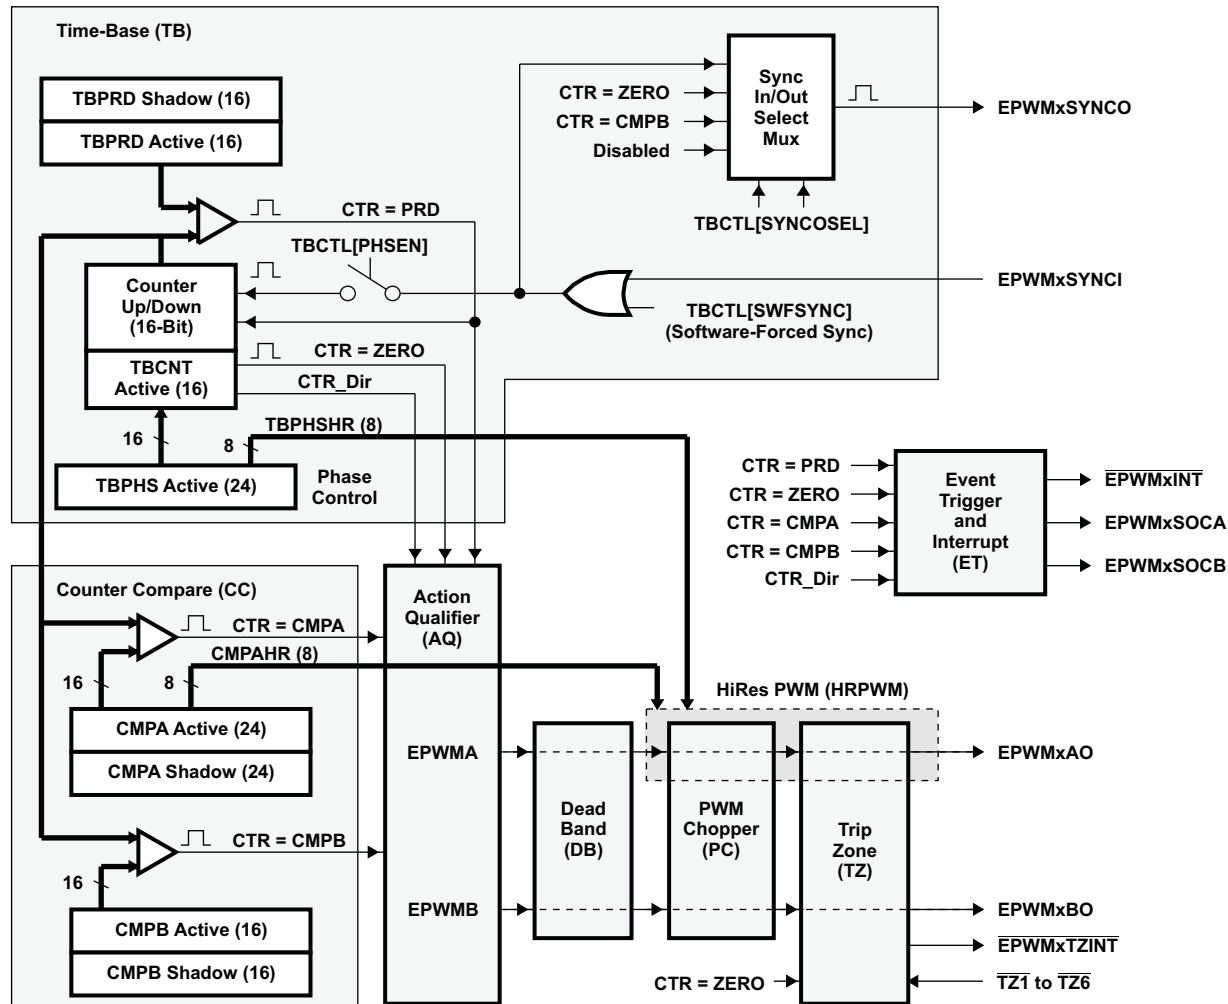 Time-Base (TB)
TBPRD Shadow (16)
TBPRD Active (16)
CTR = ZERO
CTR = CMPB
Disabled
Sync
In/Out
Select
Mux
EPWMxSYNCO
TBCTL[SYNCOSEL]
CTR = PRD
TBCTL[PHSEN]
EPWMxSYNCI
TBCTL[SWFSYNC]
(Software-Forced Sync)
Counter
Up/Down
(16-Bit)
CTR = ZERO
TBCNT
Active (16)
CTR_Dir
16
8
TBPHSHR (8)
TBPHS Active (24)
Phase
Control
CTR = PRD
CTR = ZERO
CTR = CMPA
CTR = CMPB
CTR_Dir
Event
Trigger
and
Interrupt
(ET)
EPWMxINT
EPWMxSOCA
EPWMxSOCB
Counter Compare (CC)
Action
Qualifier
(AQ)
CTR = CMPA
CMPAHR (8)
16
8
HiRes PWM (HRPWM)
CMPA Active (24)
CMPA Shadow (24)
EPWMA
EPWMxAO
Dead
Band
(DB)
PWM
Chopper
(PC)
Trip
Zone
(TZ)
CTR = CMPB
16
EPWMB
EPWMxBO
CMPB Active (16)
CMPB Shadow (16)
EPWMxTZINT
CTR = ZERO
TZ1 to TZ6